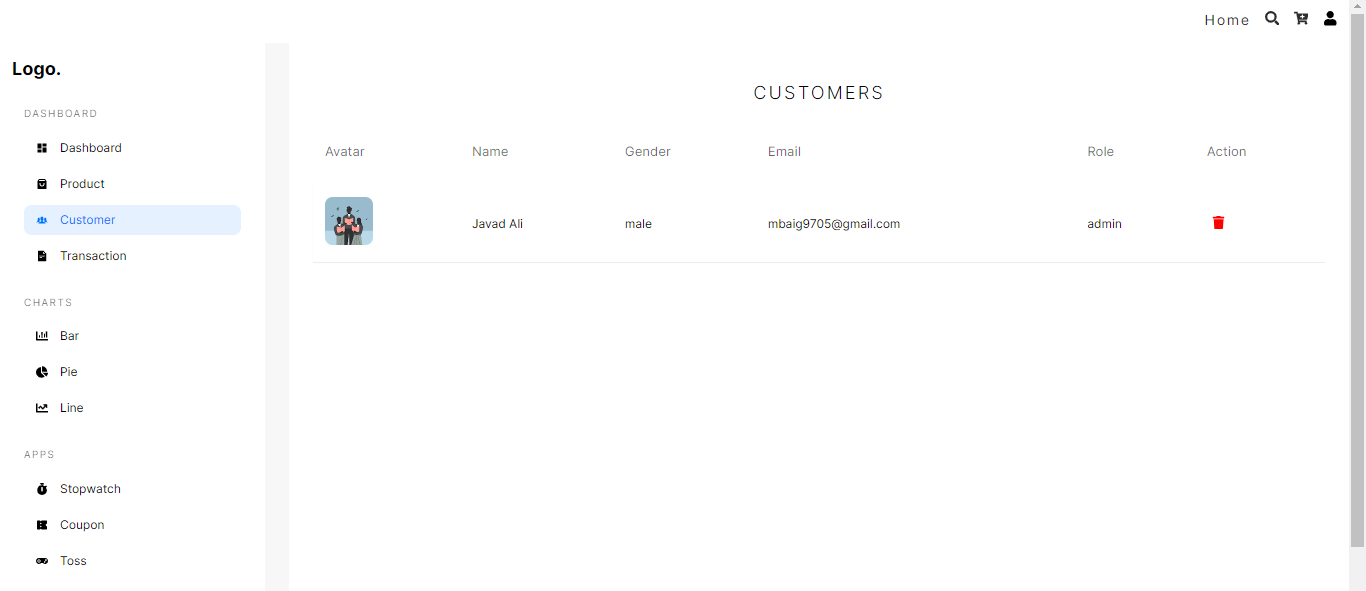 Home
Logo.
DASHBOARD
Dashboard
Product
Customer
Transaction
CHARTS
Bar
Pie
Line
APPS
Stopwatch
Coupon
Toss
CUSTOMERS
Avatar Name Gender Email Role Action
Javad Ali male mbaig9705@gmail.com admin